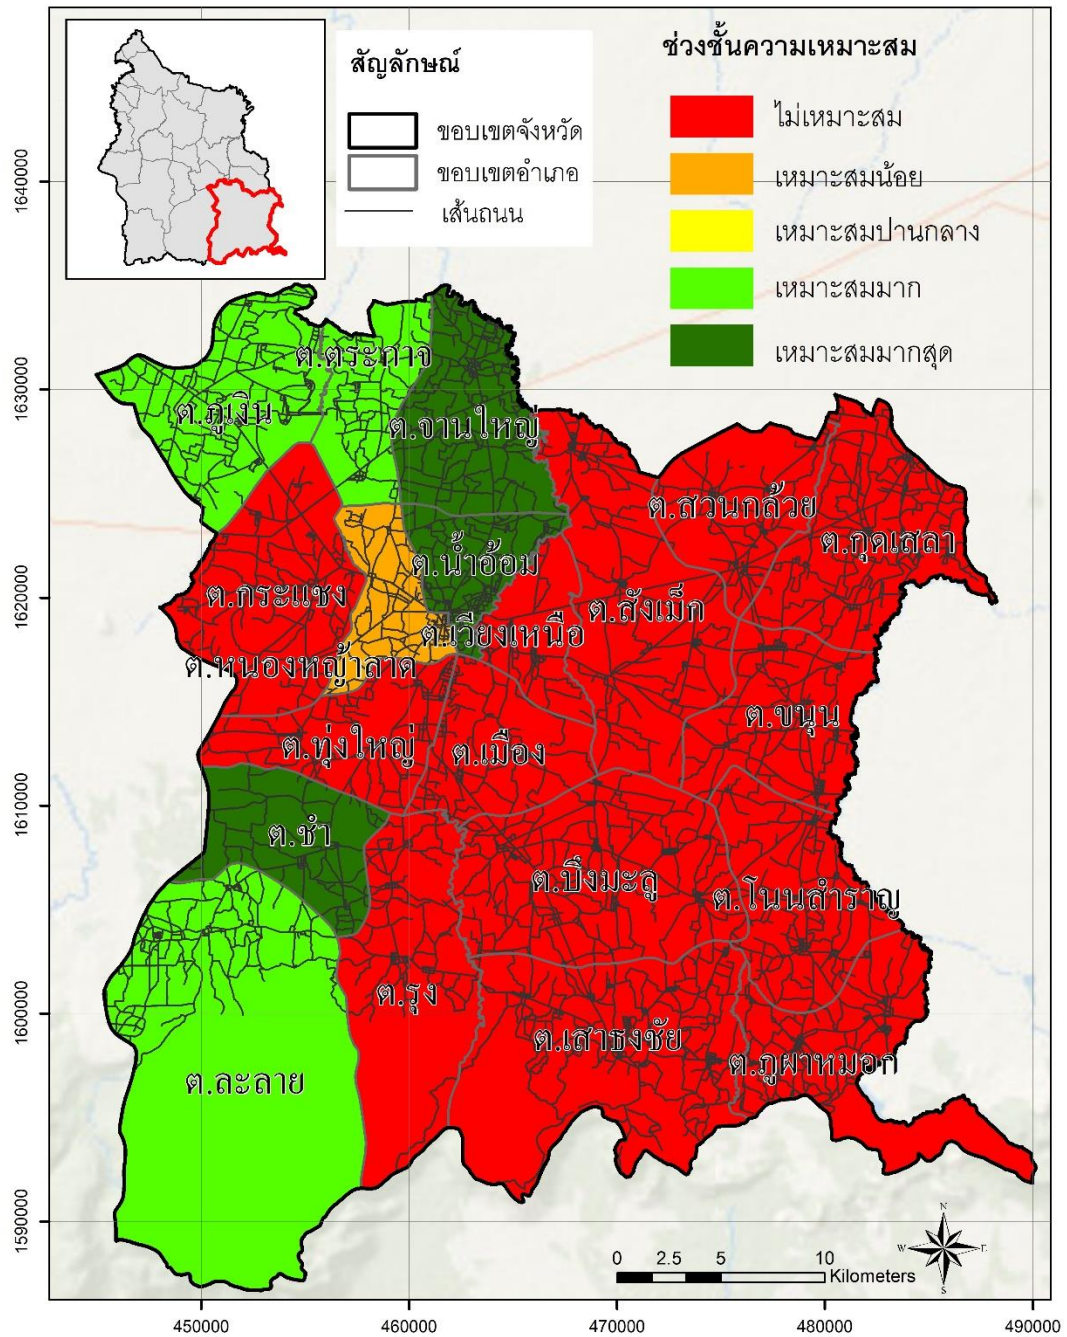 สัญลักษณ์
ขอบเขตจังหวัด
ขอบเขตอำเภอ
เส้นถนน
ช่วงชั้นความเหมาะสม
ไม่เหมาะสม
เหมาะสมน้อย
เหมาะสมปานกลาง
เหมาะสมมาก
เหมาะสมมากสุด
1640000
1630000
1620000
1610000
1600000
1590000
ต.ตระกาจ
ต.ภูเงิน
ต.จานใหญ่
ต.สวนกล้วย
ต.กุดเสลา
ต.น้ำอ้อม
ต.กระแชง
ต.สังเม็ก
ต.เวียงเหนือ
ต.หนองหญ้าลาด
ต.ขนุน
ต.ทุ่งใหญ่
ต.เมือง
ต.ชำ
ต.บึงมะลู
ต.โนนสำราญ
ต.รุง
ต.เสาธงชัย
ต.ภูผาหมอก
ต.ละลาย
N
W
E
S
0 2.5 5 10
Kilometers
450000 460000 470000 480000 490000